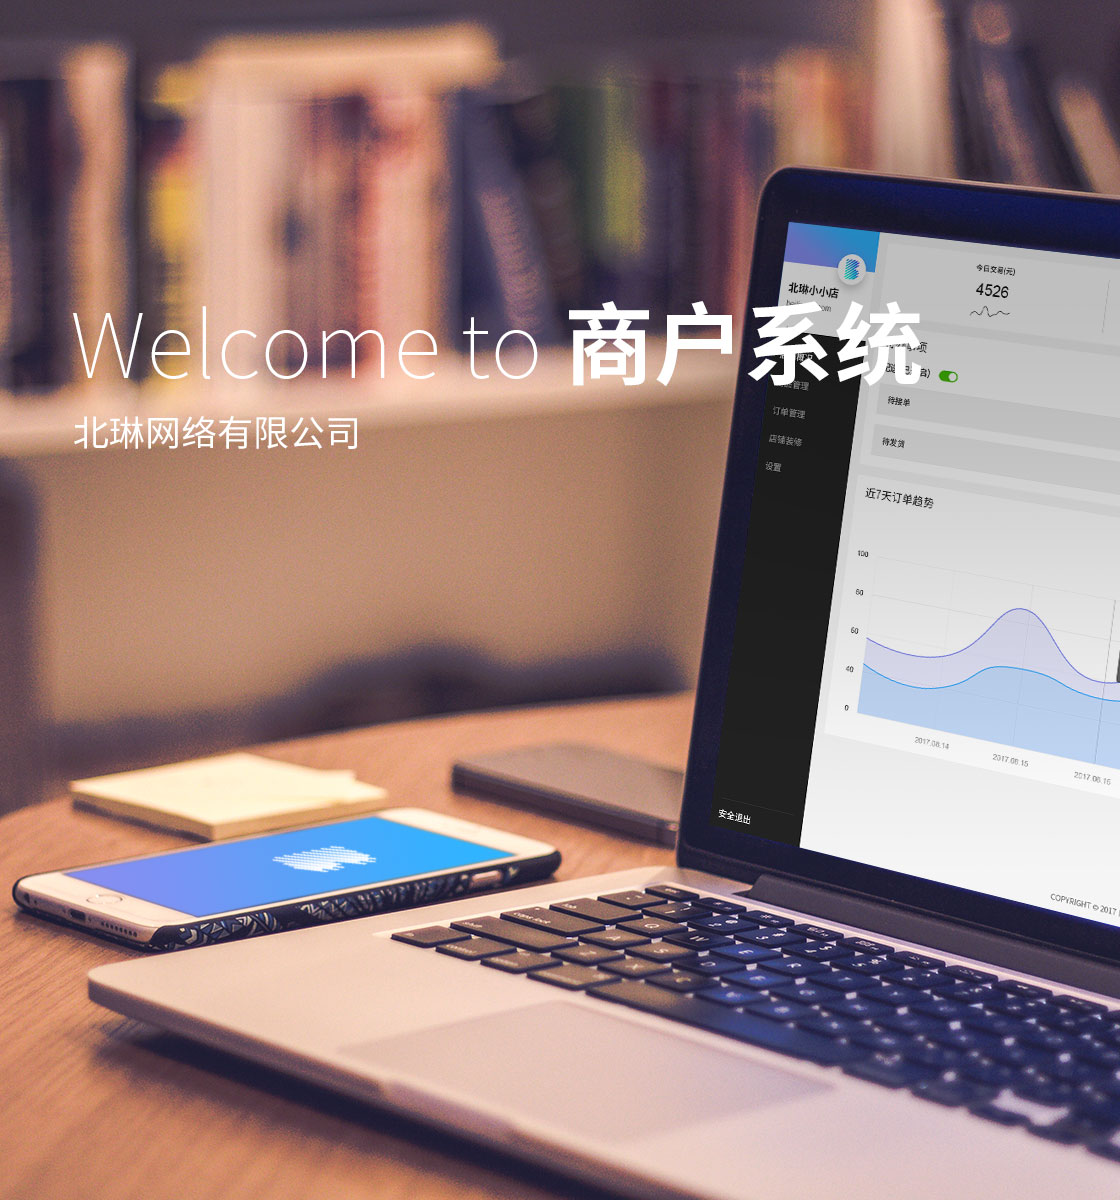 Welcome to 商户系统
北琳网络有限公司
北琳小小店
今日交易(元)
4526
订单管理
店铺装修
设置
安全退出
待接单
待发货
近7天订单趋势
100
80
60
40
0
2017.08.14
2017.08.15
2017.08.16
COPYRIGHT © 2017